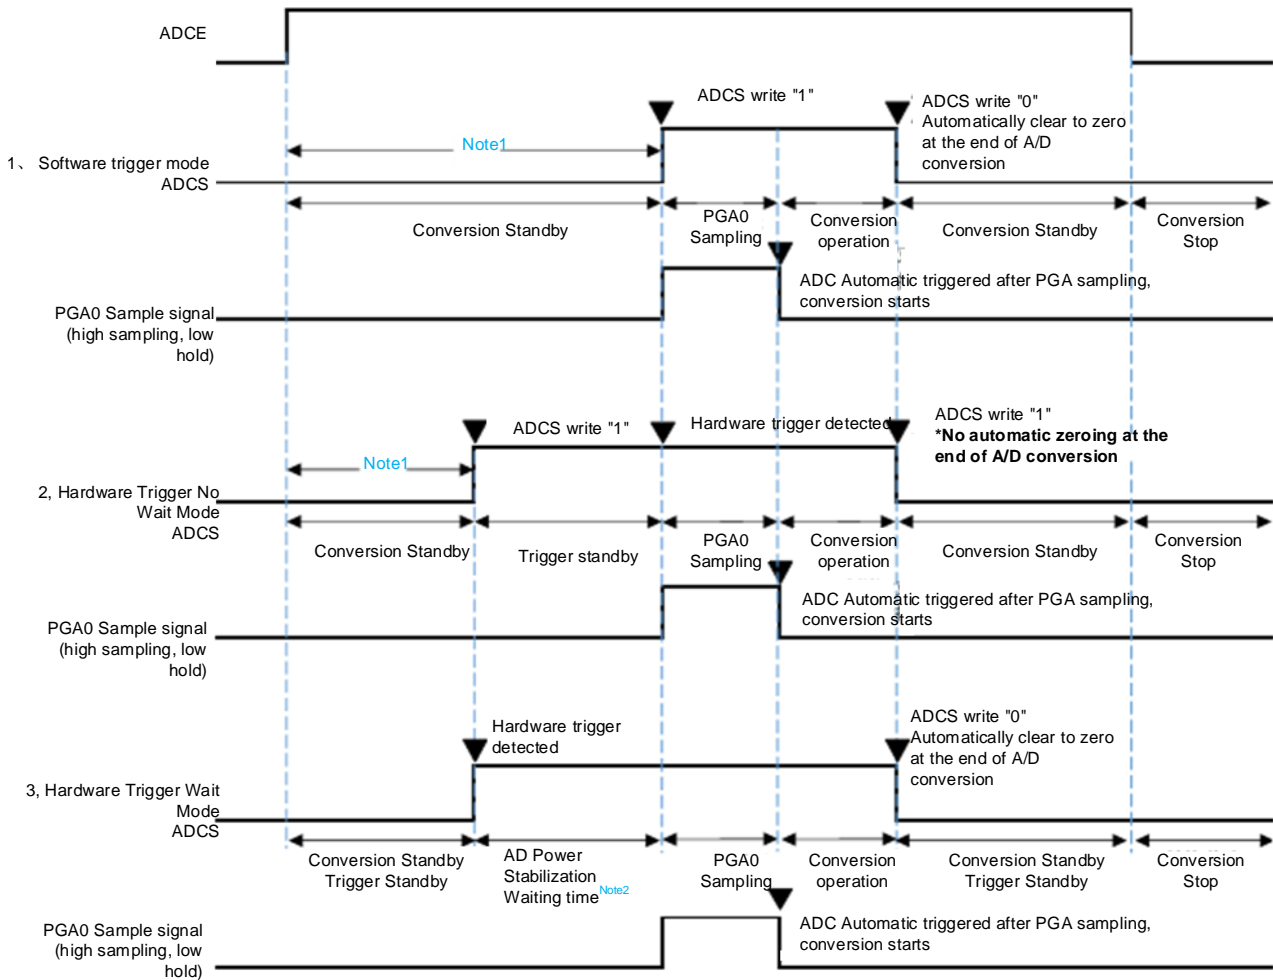 ADCE
ADCS write "1"
ADCS write "0"
Automatically clear to zero
at the end of A/D
conversion
Note1
1、 Software trigger mode
ADCS
Conversion Standby
PGA0
Sampling
Conversion
operation
Conversion Standby
Conversion
Stop
ADC Automatic triggered after PGA sampling,
conversion starts
PGA0 Sample signal
(high sampling, low
hold)
ADCS write "1"
Hardware trigger detected
ADCS write "1"
*No automatic zeroing at the
end of A/D conversion
Note1
2, Hardware Trigger No
Wait Mode
ADCS
Conversion Standby
Trigger standby
PGA0
Sampling
Conversion
operation
Conversion Standby
Conversion
Stop
ADC Automatic triggered after PGA sampling,
conversion starts
PGA0 Sample signal
(high sampling, low
hold)
Hardware trigger
detected
ADCS write "0"
Automatically clear to zero
at the end of A/D
conversion
3, Hardware Trigger Wait
Mode
ADCS
Conversion Standby
Trigger Standby
AD Power
Stabilization
Waiting time Note2
PGA0
Sampling
Conversion
operation
Conversion Standby
Trigger Standby
Conversion
Stop
ADC Automatic triggered after PGA sampling,
conversion starts
PGA0 Sample signal
(high sampling, low
hold)